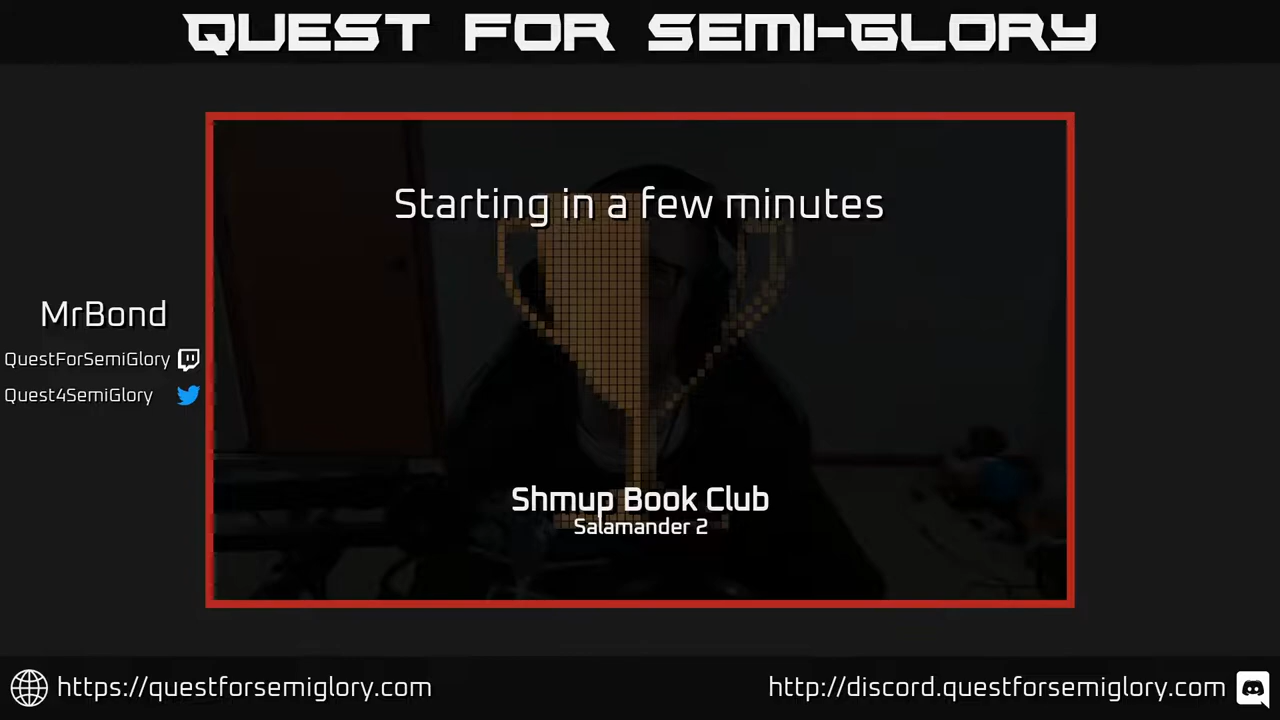 QUEST FOR SEMI-GLORY
Starting in a few minutes
MrBond
QuestForSemiGlory
Quest4SemiGlory
Shmup Book Club
Salamander 2
https://questforsemiglory.com
http://discord.questforsemiglory.com